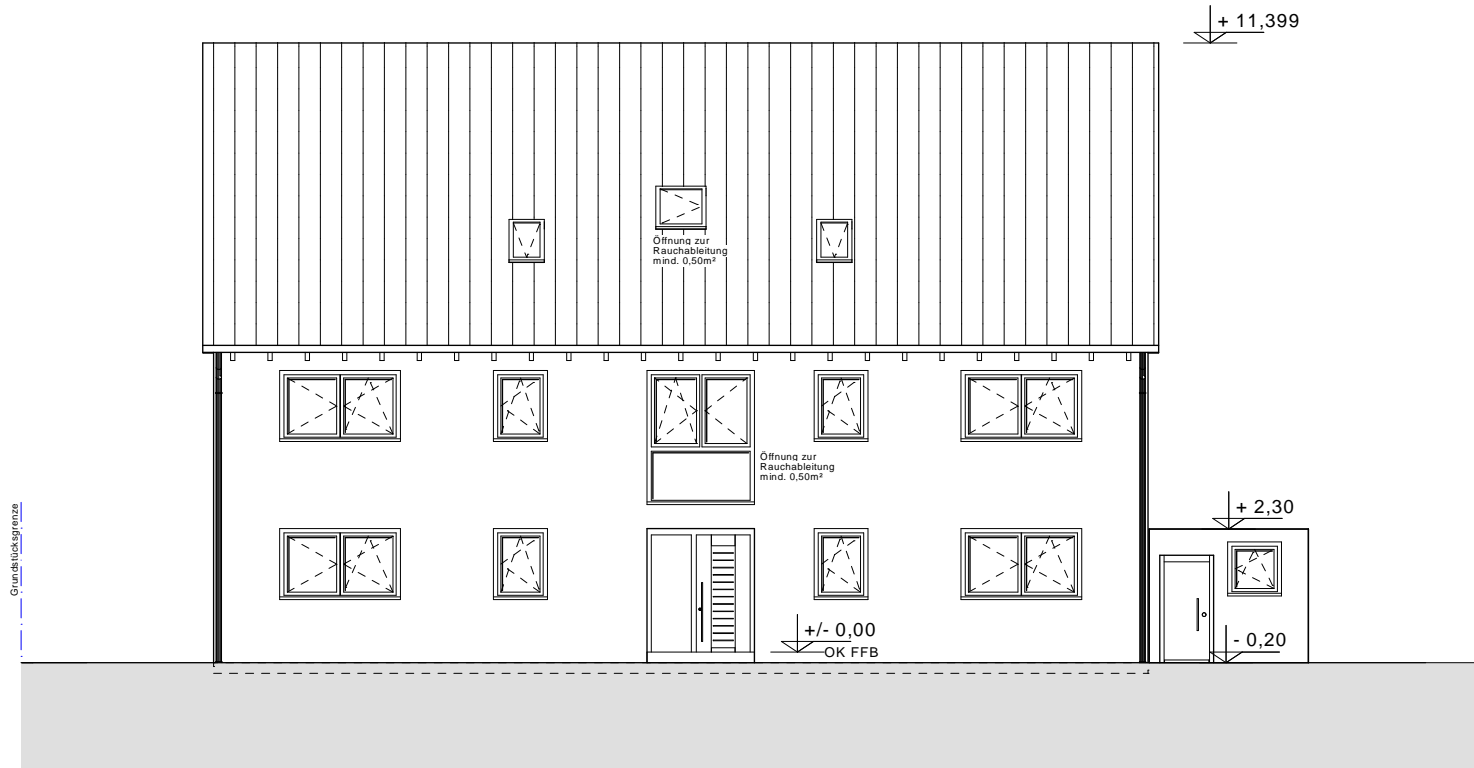 + 11,399
Öffnung zur
Rauchableitung
mind. 0,50m²
Öffnung zur
Rauchableitung
mind. 0,50m²
Grundstücksgrenze
+ 2,30
+/- 0,00
OK FFB
- 0,20